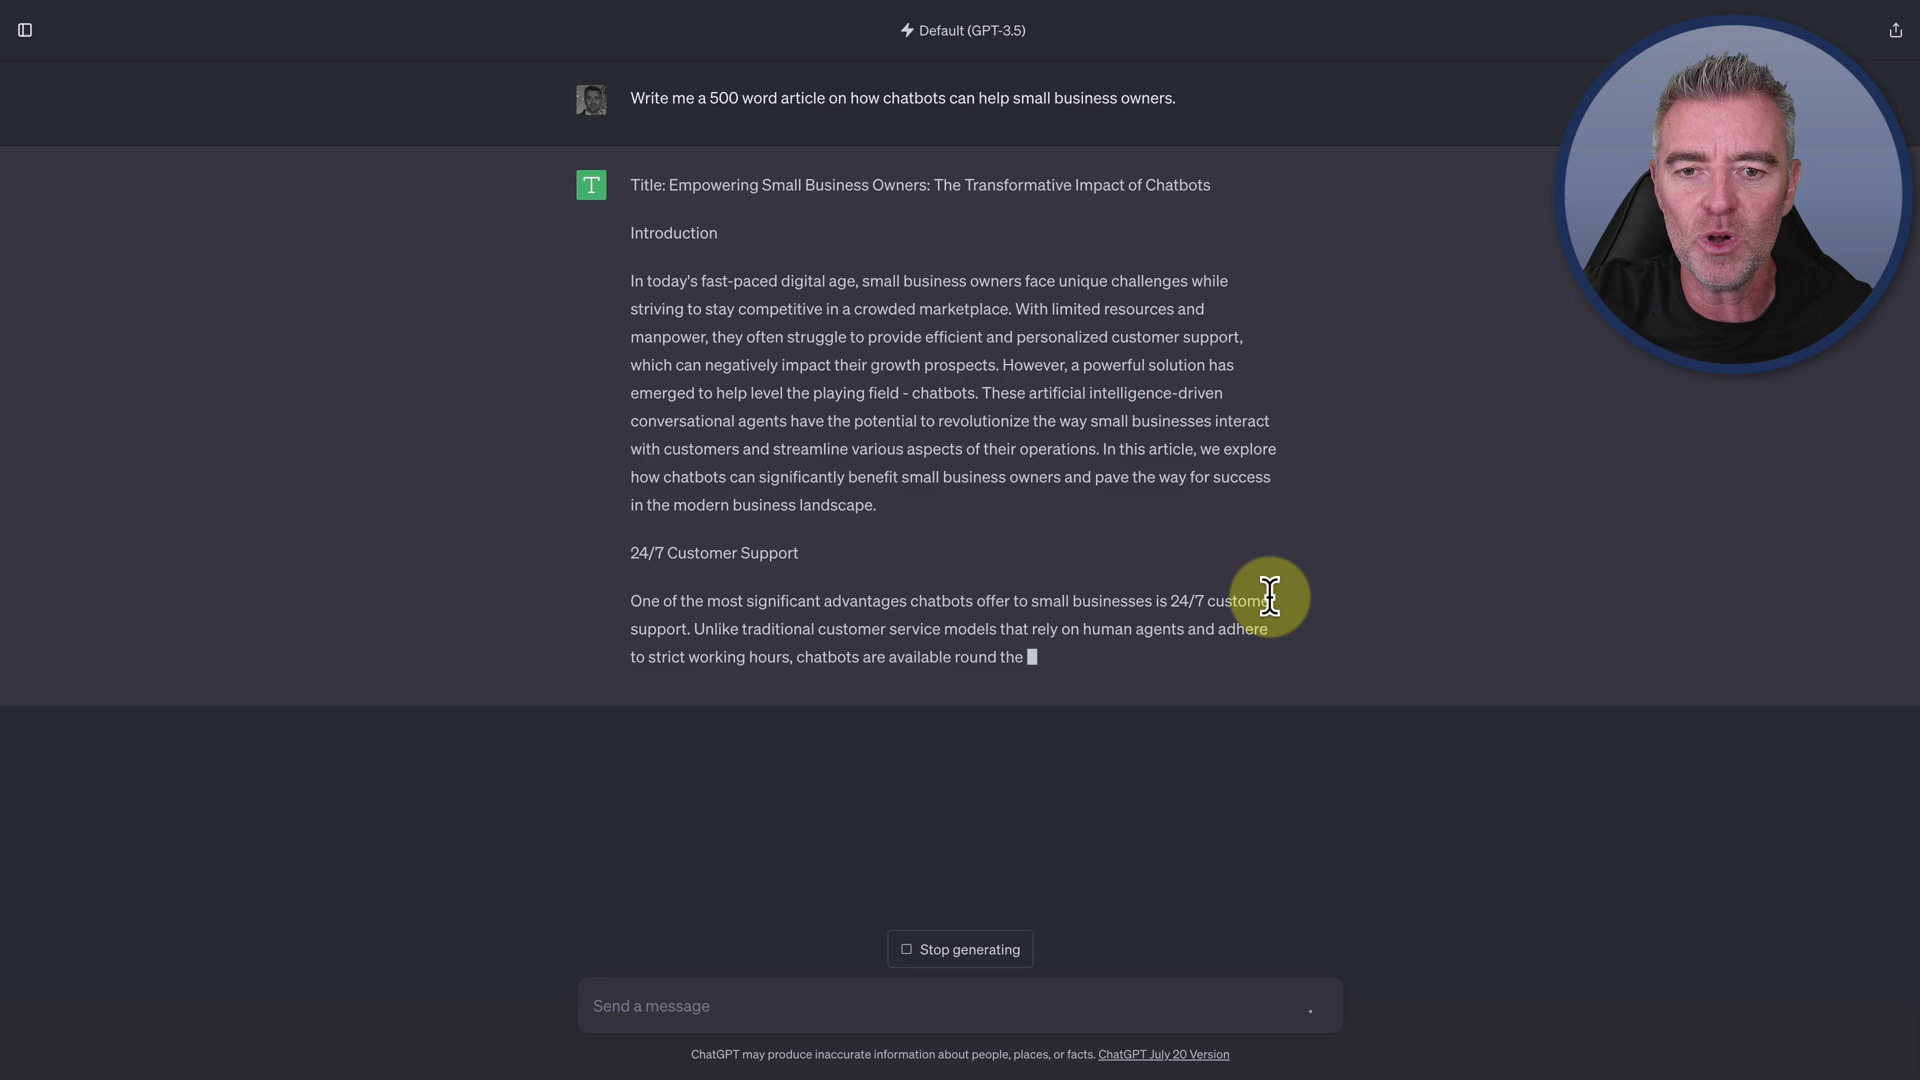 Default (GPT-3.5)
Write me a 500 word article on how chatbots can help small business owners.
T
Title: Empowering Small Business Owners: The Transformative Impact of Chatbots
Introduction
In today's fast-paced digital age, small business owners face unique challenges while
striving to stay competitive in a crowded marketplace. With limited resources and
manpower, they often struggle to provide efficient and personalized customer support,
which can negatively impact their growth prospects. However, a powerful solution has
emerged to help level the playing field - chatbots. These artificial intelligence-driven
conversational agents have the potential to revolutionize the way small businesses interact
with customers and streamline various aspects of their operations. In this article, we explore
how chatbots can significantly benefit small business owners and pave the way for success
in the modern business landscape.
24/7 Customer Support
One of the most significant advantages chatbots offer to small businesses is 24/7 customer
support. Unlike traditional customer service models that rely on human agents and adhere
to strict working hours, chatbots are available round the
Stop generating
Send a message
ChatGPT may produce inaccurate information about people, places, or facts. ChatGPT July 20 Version